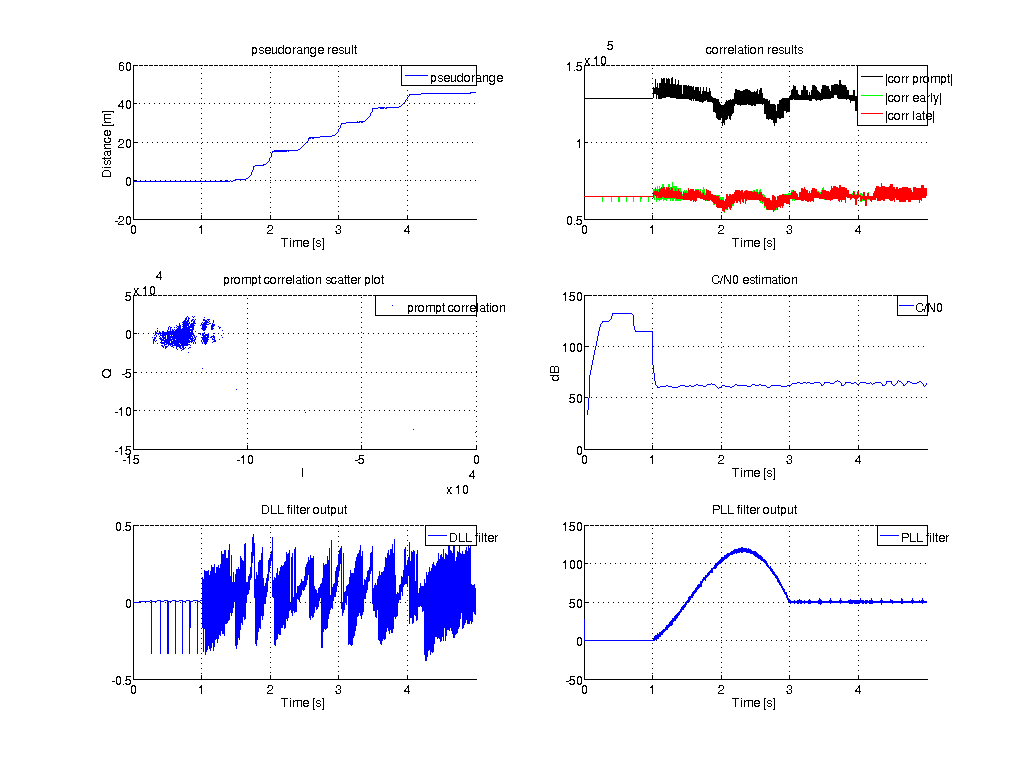 pseudorange result
60
40
20
0
-20
0 1 2 3 4
Distance [m]
Time [s]
pseudorange
correlation results
x 10
5
1.5
1
0.5
0 1 2 3 4
Time [s]
|corr prompt|
|corr early|
|corr late|
prompt correlation scatter plot
x 10
4
5
0
-5
-10
-15
-15 -10 -5 0
Q
I
x 10
4
prompt correlation
C/N0 estimation
150
100
50
0
0 1 2 3 4
dB
Time [s]
C/N0
DLL filter output
0.5
0
-0.5
0 1 2 3 4
Time [s]
DLL filter
PLL filter output
150
100
50
0
-50
0 1 2 3 4
Time [s]
PLL filter